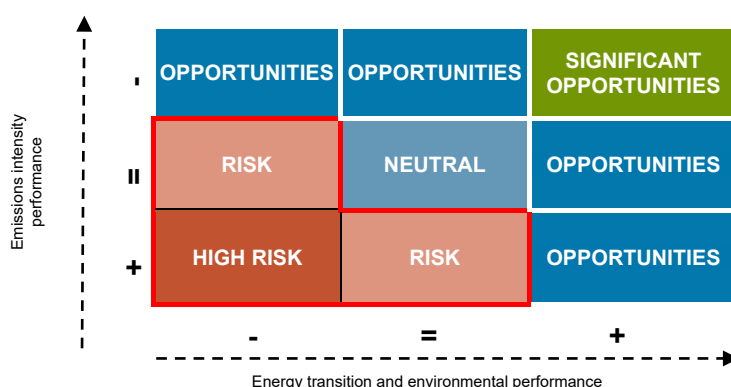 SIGNIFICANT
OPPORTUNITIES
OPPORTUNITIES
OPPORTUNITIES
-
RISK
NEUTRAL
OPPORTUNITIES
=
HIGH RISK
RISK
OPPORTUNITIES
+
Emissions intensity
performance
-
=
+
Energy transition and environmental performance